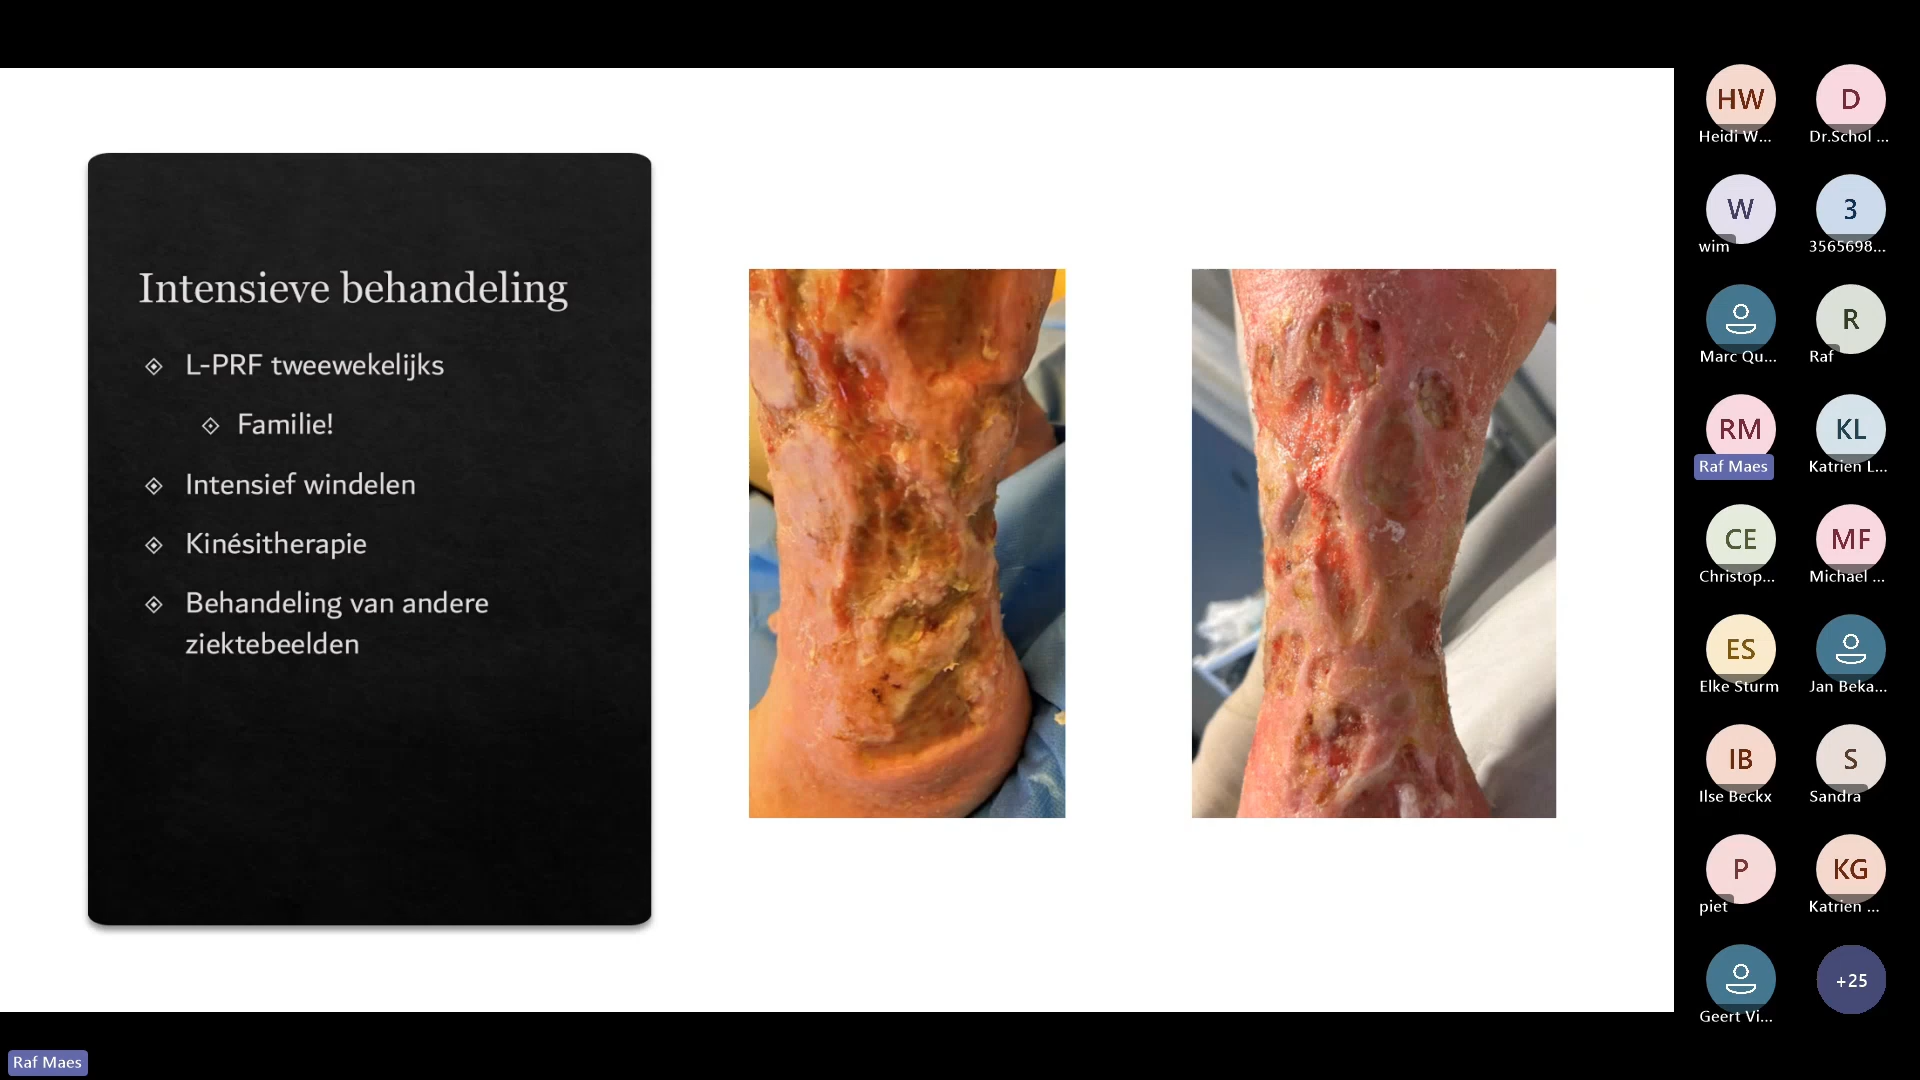 Intensieve behandeling
L-PRF tweewekelijks
Familie!
Intensief windelen
Kinésitherapie
Behandeling van andere
ziektebeelden
HW
Heidi W...
D
Dr.Schol ...
W
wim
3
3565698...
Marc Qu...
R
Raf
RM
Raf Maes
KL
Katrien L...
CE
Christop...
MF
Michael ...
ES
Elke Sturm
Jan Beka...
IB
Ilse Beckx
S
Sandra
P
piet
KG
Katrien ...
Geert Vi...
+25
Raf Maes